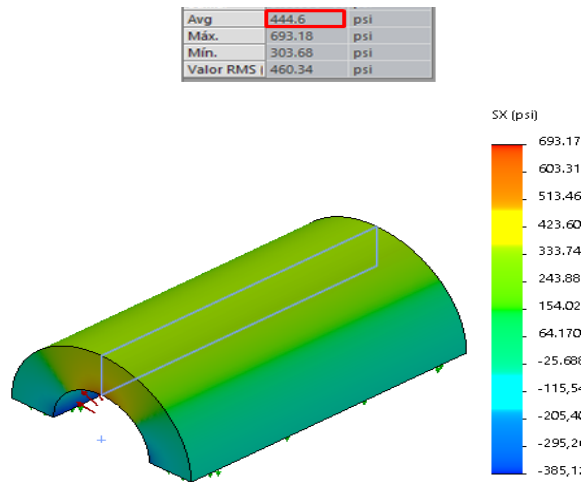 Avg 444.6 psi
Máx. 693.18 psi
Mín. 303.68 psi
Valor RMS ( 460.34 psi
SX (psi)
693.17
603.31
513.46
423.60
333.74
243.88
154.02
64.170
-25.688
-115,54
-205,40
-295,26
-385,12